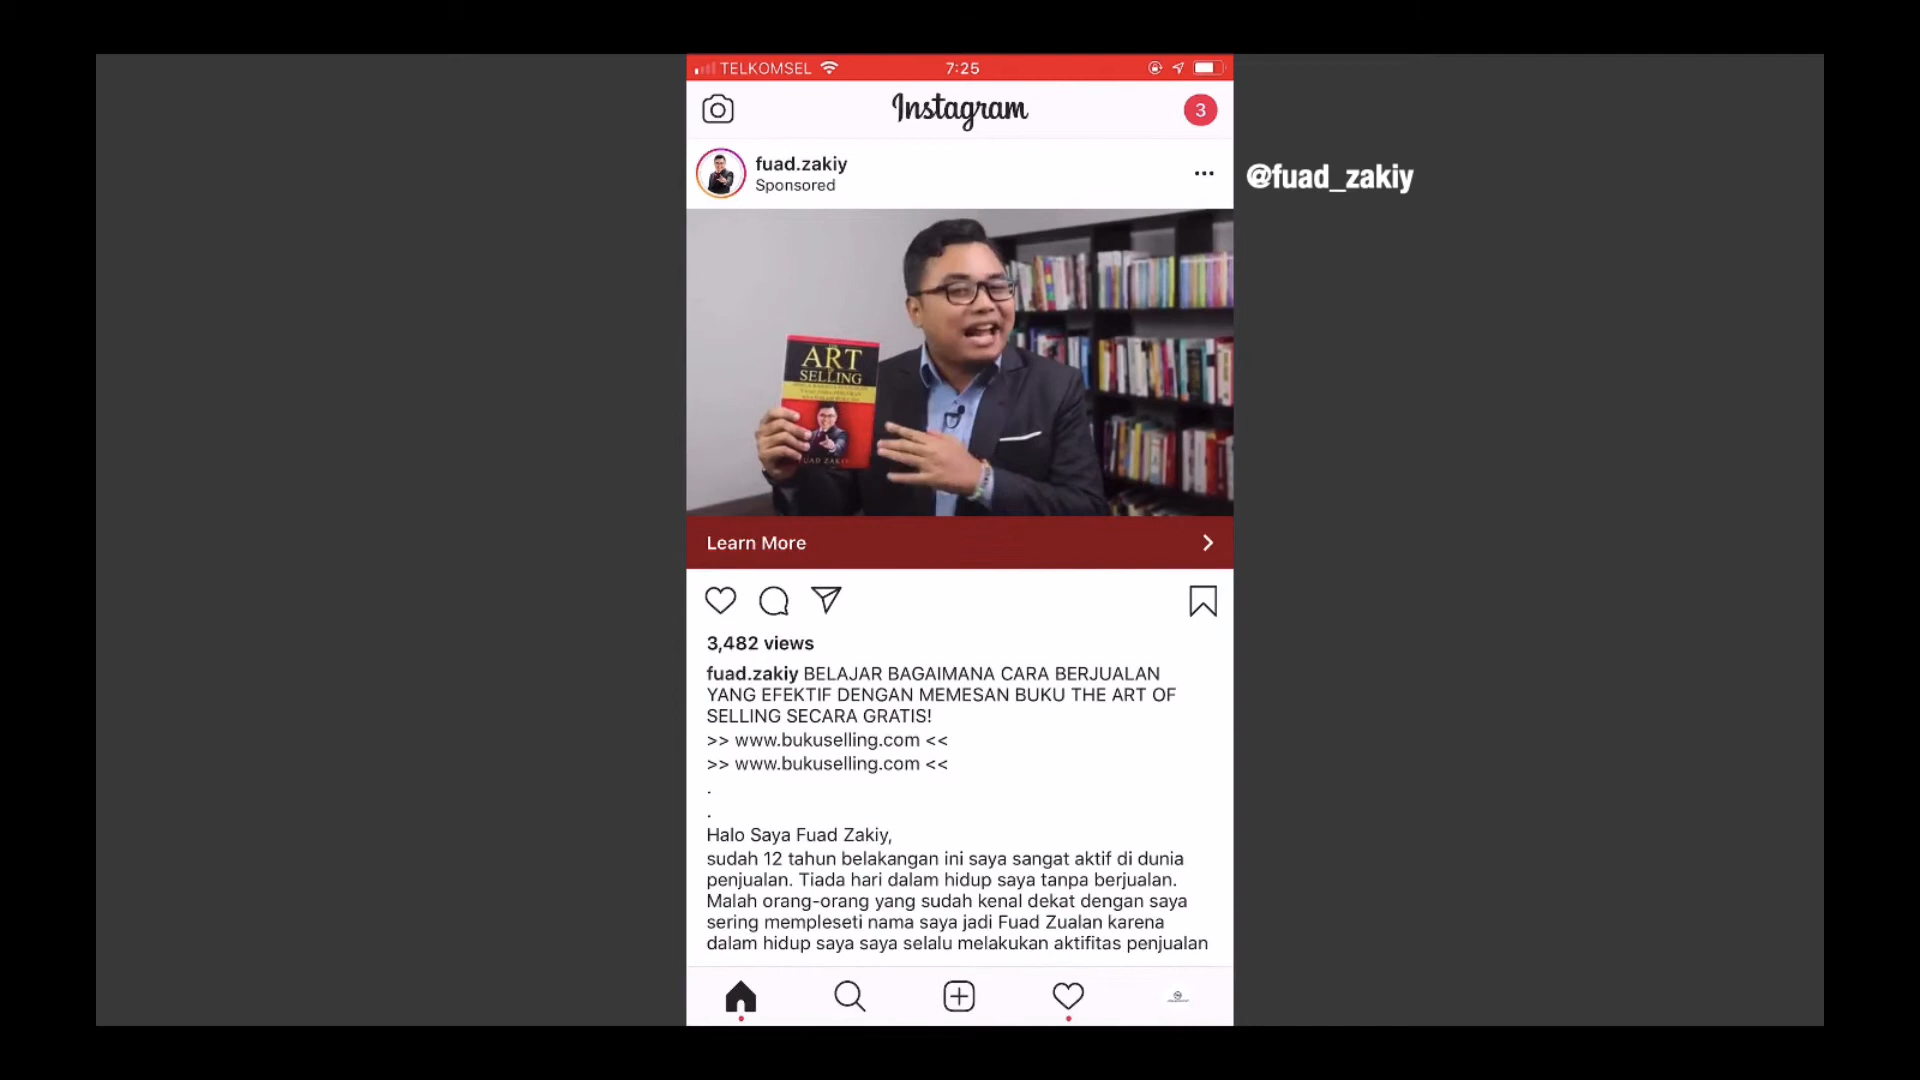 TELKOMSEL 7:25
Instagram 3
fuad.zakiy
Sponsored
@fuad_zakiy
THE
ART
SELLING
FUAD ZAKIY
Learn More
3,482 views
fuad.zakiy BELAJAR BAGAIMANA CARA BERJUALAN
YANG EFEKTIF DENGAN MEMESAN BUKU THE ART OF
SELLING SECARA GRATIS!
>> www.bukuselling.com <<
>> www.bukuselling.com <<
.
.
Halo Saya Fuad Zakiy,
sudah 12 tahun belakangan ini saya sangat aktif di dunia
penjualan. Tiada hari dalam hidup saya tanpa berjualan.
Malah orang-orang yang sudah kenal dekat dengan saya
sering mempleseti nama saya jadi Fuad Zualan karena
dalam hidup saya saya selalu melakukan aktifitas penjualan